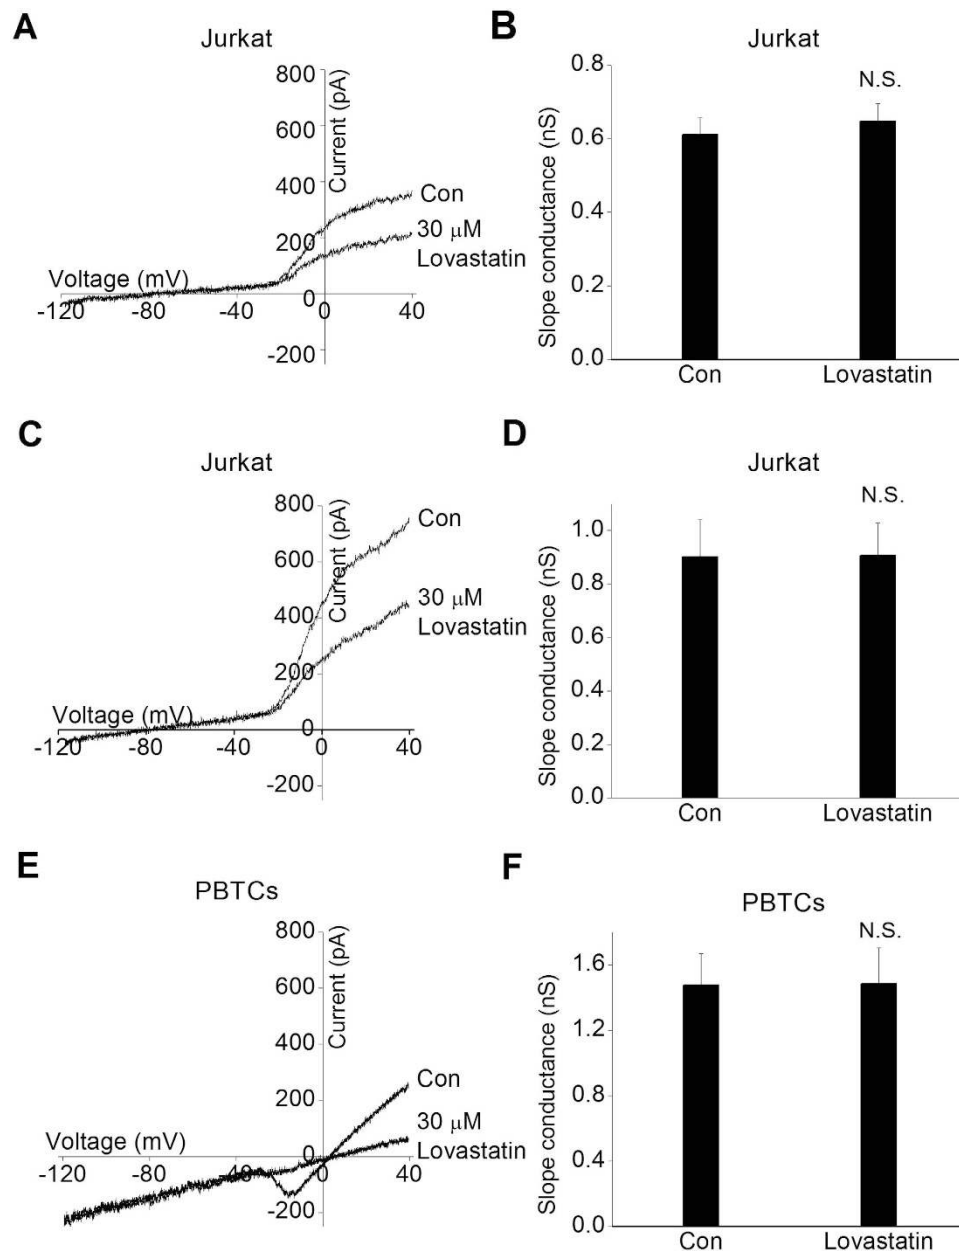 A
Jurkat
800
600
400
200
0
-200
Current (pA)
Con
30 μM
Lovastatin
Voltage (mV)
-120
-80
-40
0
40
B
Jurkat
0.8
0.6
0.4
0.2
0.0
Slope conductance (nS)
N.S.
Con
Lovastatin
C
Jurkat
800
600
400
200
0
-200
Current (pA)
Con
30 μM
Lovastatin
Voltage (mV)
-120
-80
-40
0
40
D
Jurkat
1.0
0.8
0.6
0.4
0.2
0.0
Slope conductance (nS)
N.S.
Con
Lovastatin
E
PBTCs
800
600
400
200
0
-200
Current (pA)
Con
30 μM
Lovastatin
Voltage (mV)
-120
-80
-40
0
40
F
PBTCs
1.6
1.2
0.8
0.4
0.0
Slope conductance (nS)
N.S.
Con
Lovastatin